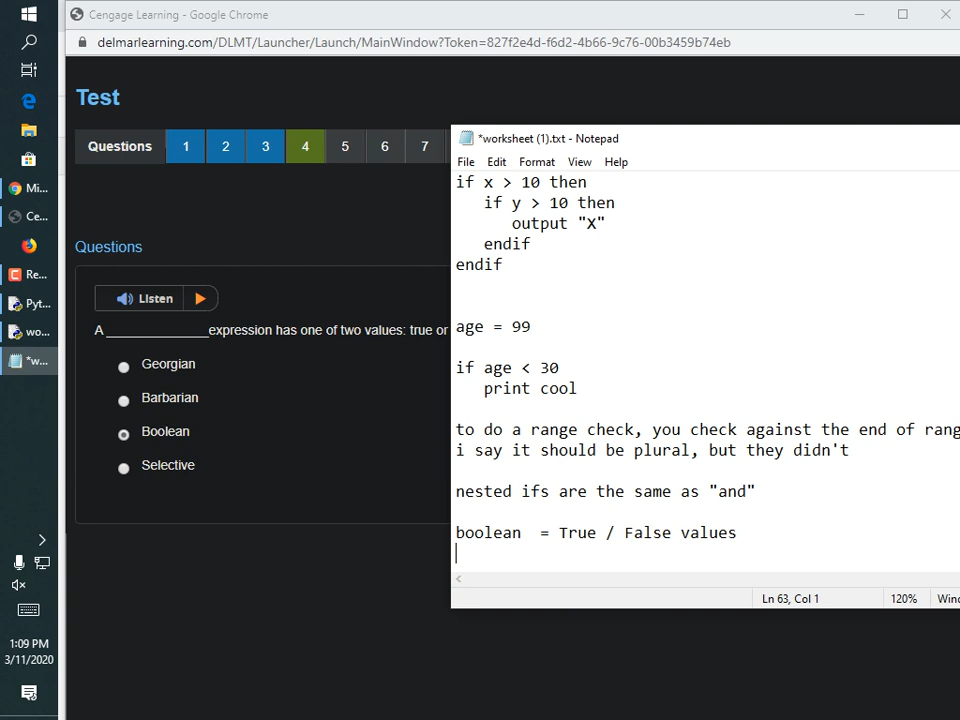 Cengage Learning - Google Chrome
delmarlearning.com/DLMT/Launcher/Launch/MainWindow?Token=827f2e4d-f6d2-4b66-9c76-00b3459b74eb
Test
Questions 1 2 3 4 5 6 7
Questions
Listen
A ______________expression has one of two values: true or
Georgian
Barbarian
Boolean
Selective
*worksheet (1).txt - Notepad
File Edit Format View Help
if x > 10 then
if y > 10 then
output "X"
endif
endif
age = 99
if age < 30
print cool
to do a range check, you check against the end of rang
i say it should be plural, but they didn't
nested ifs are the same as "and"
boolean = True / False values
Ln 63, Col 1 120% Wind
Mi...
Ce...
Re...
Pyt...
wo...
*w...
1:09 PM
3/11/2020